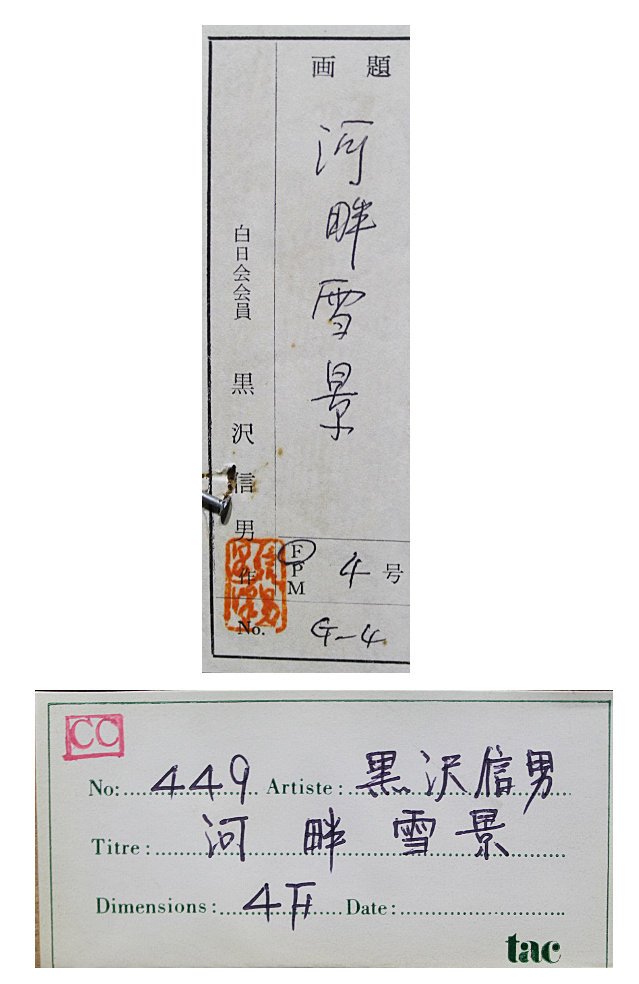 画題
河畔雪景
白日会会員 黒沢信男作
F
P
M
4号
No. G-4
CC
No: 449 Artiste: 黒沢信男
Titre: 河畔雪景
Dimensions: 4F Date:
tac